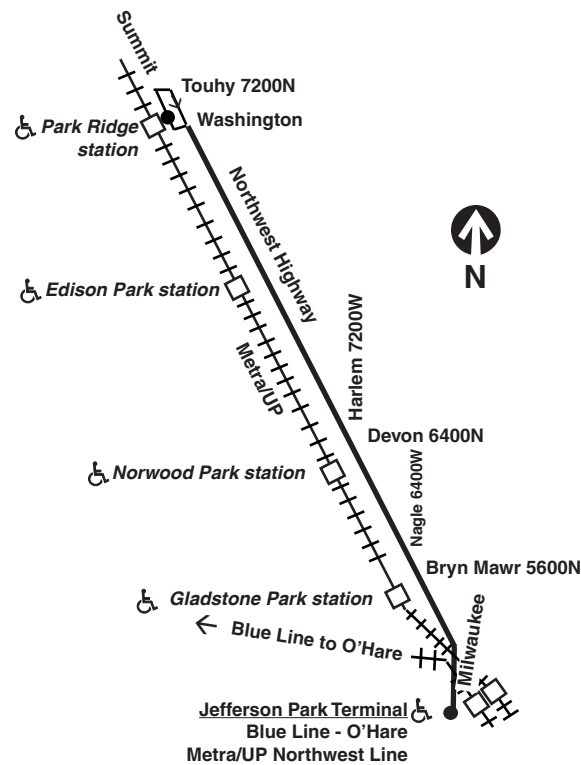 Summit
Touhy 7200N
Washington
Park Ridge
station
Northwest Highway
N
Edison Park station
Harlem 7200W
Metra/UP
Devon 6400N
Norwood Park station
Nagle 6400W
Bryn Mawr 5600N
Gladstone Park station
Milwaukee
Blue Line to O’Hare
Jefferson Park Terminal
Blue Line - O’Hare
Metra/UP Northwest Line